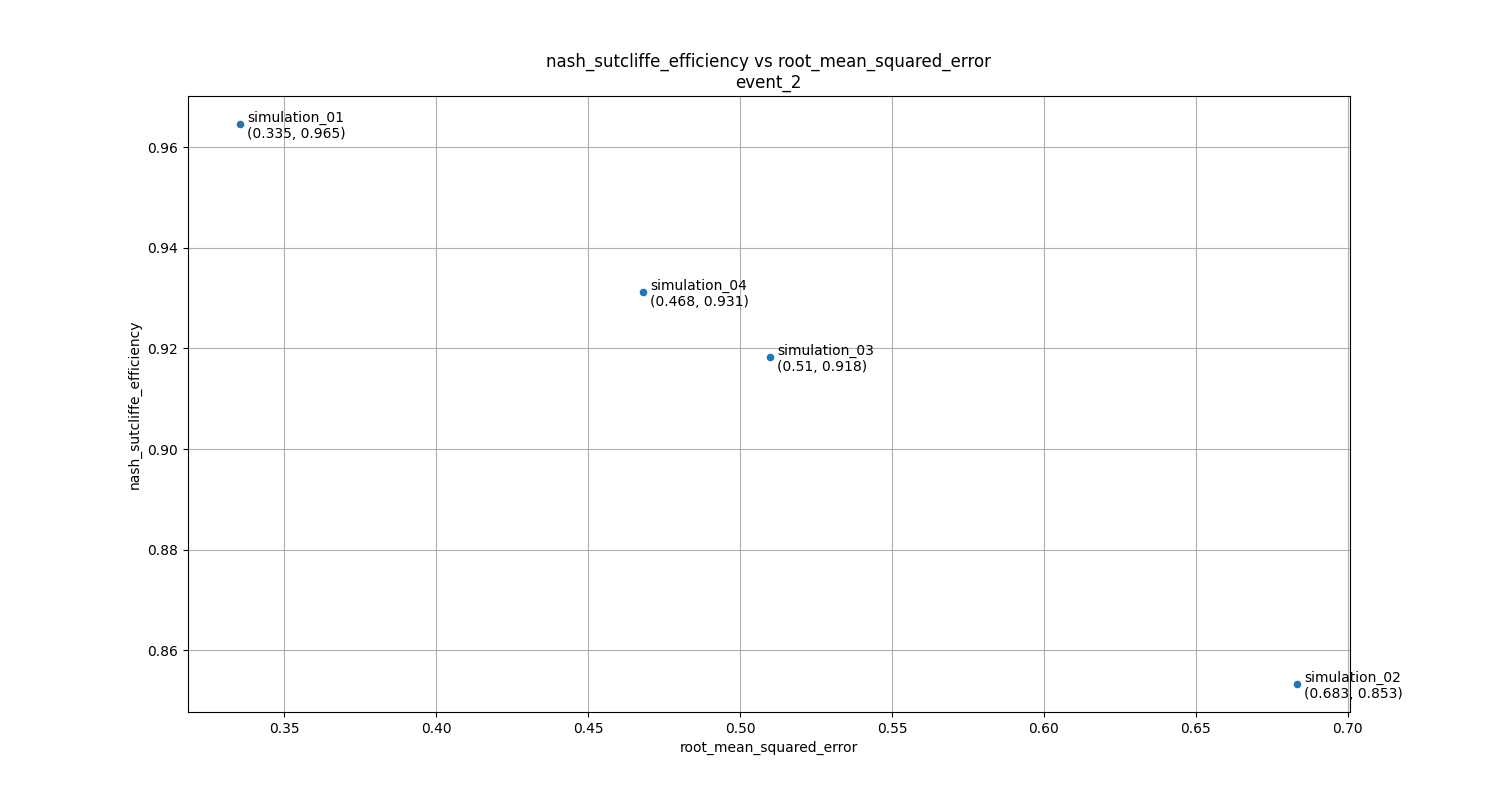 nash_sutcliffe_efficiency vs root_mean_squared_error
event_2
nash_sutcliffe_efficiency
0.96
0.94
0.92
0.90
0.88
0.86
simulation_01
(0.335, 0.965)
simulation_04
(0.468, 0.931)
simulation_03
(0.51, 0.918)
simulation_02
(0.683, 0.853)
0.35
0.40
0.45
0.50
0.55
0.60
0.65
0.70
root_mean_squared_error